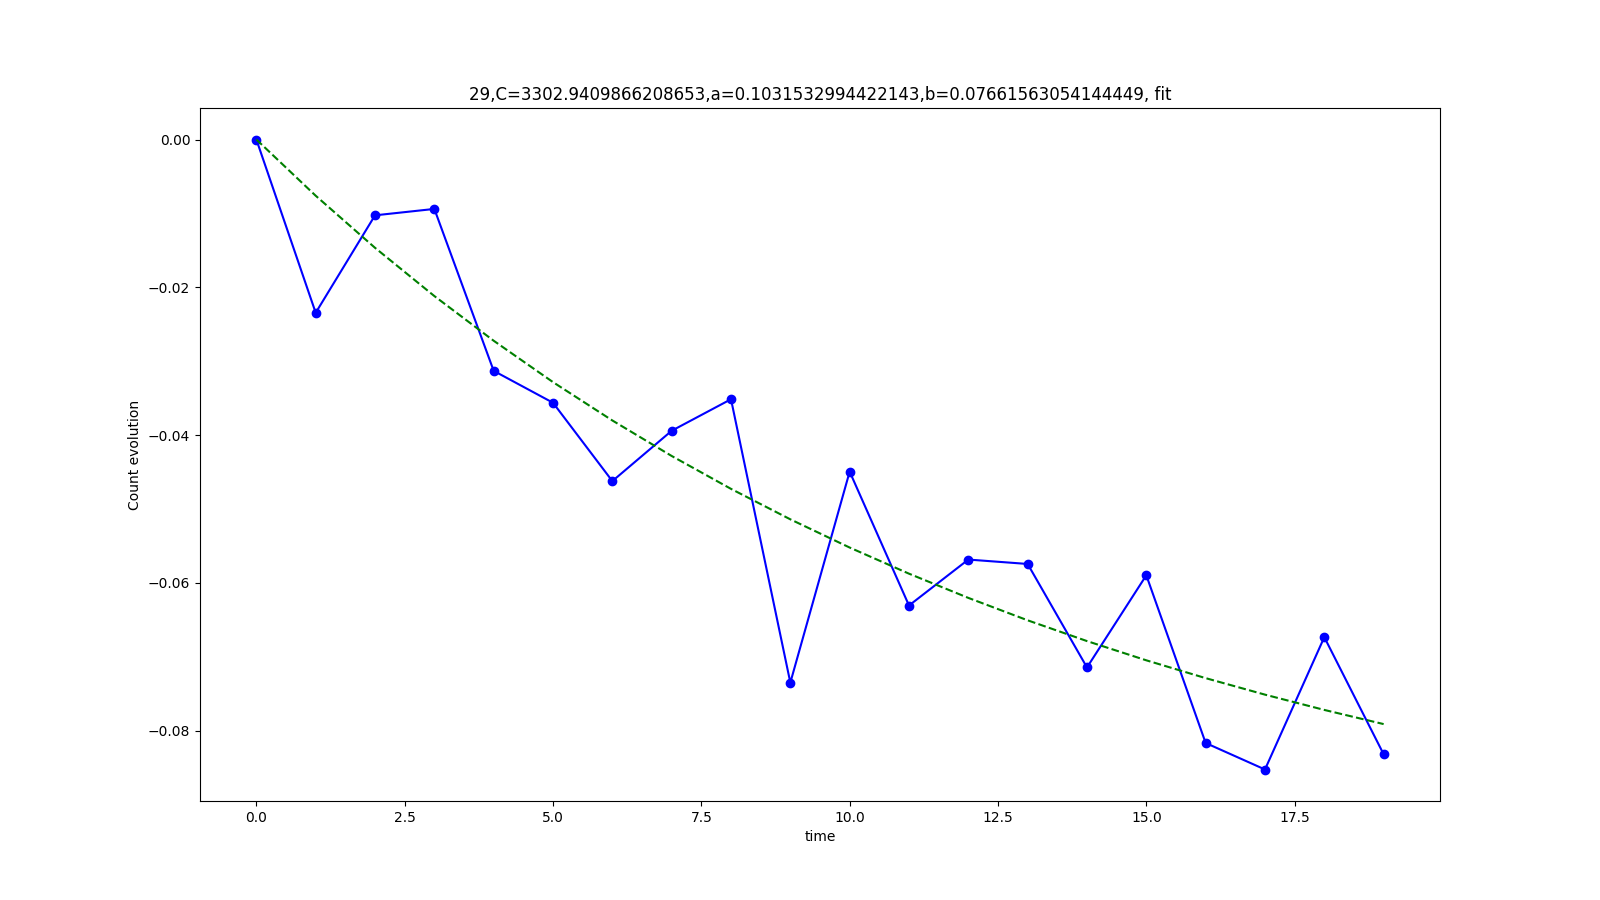 29,C=3302.9409866208653,a=0.1031532994422143,b=0.07661563054144449, fit
0.00
−0.02
−0.04
−0.06
−0.08
Count evolution
0.0 2.5 5.0 7.5 10.0 12.5 15.0 17.5
time